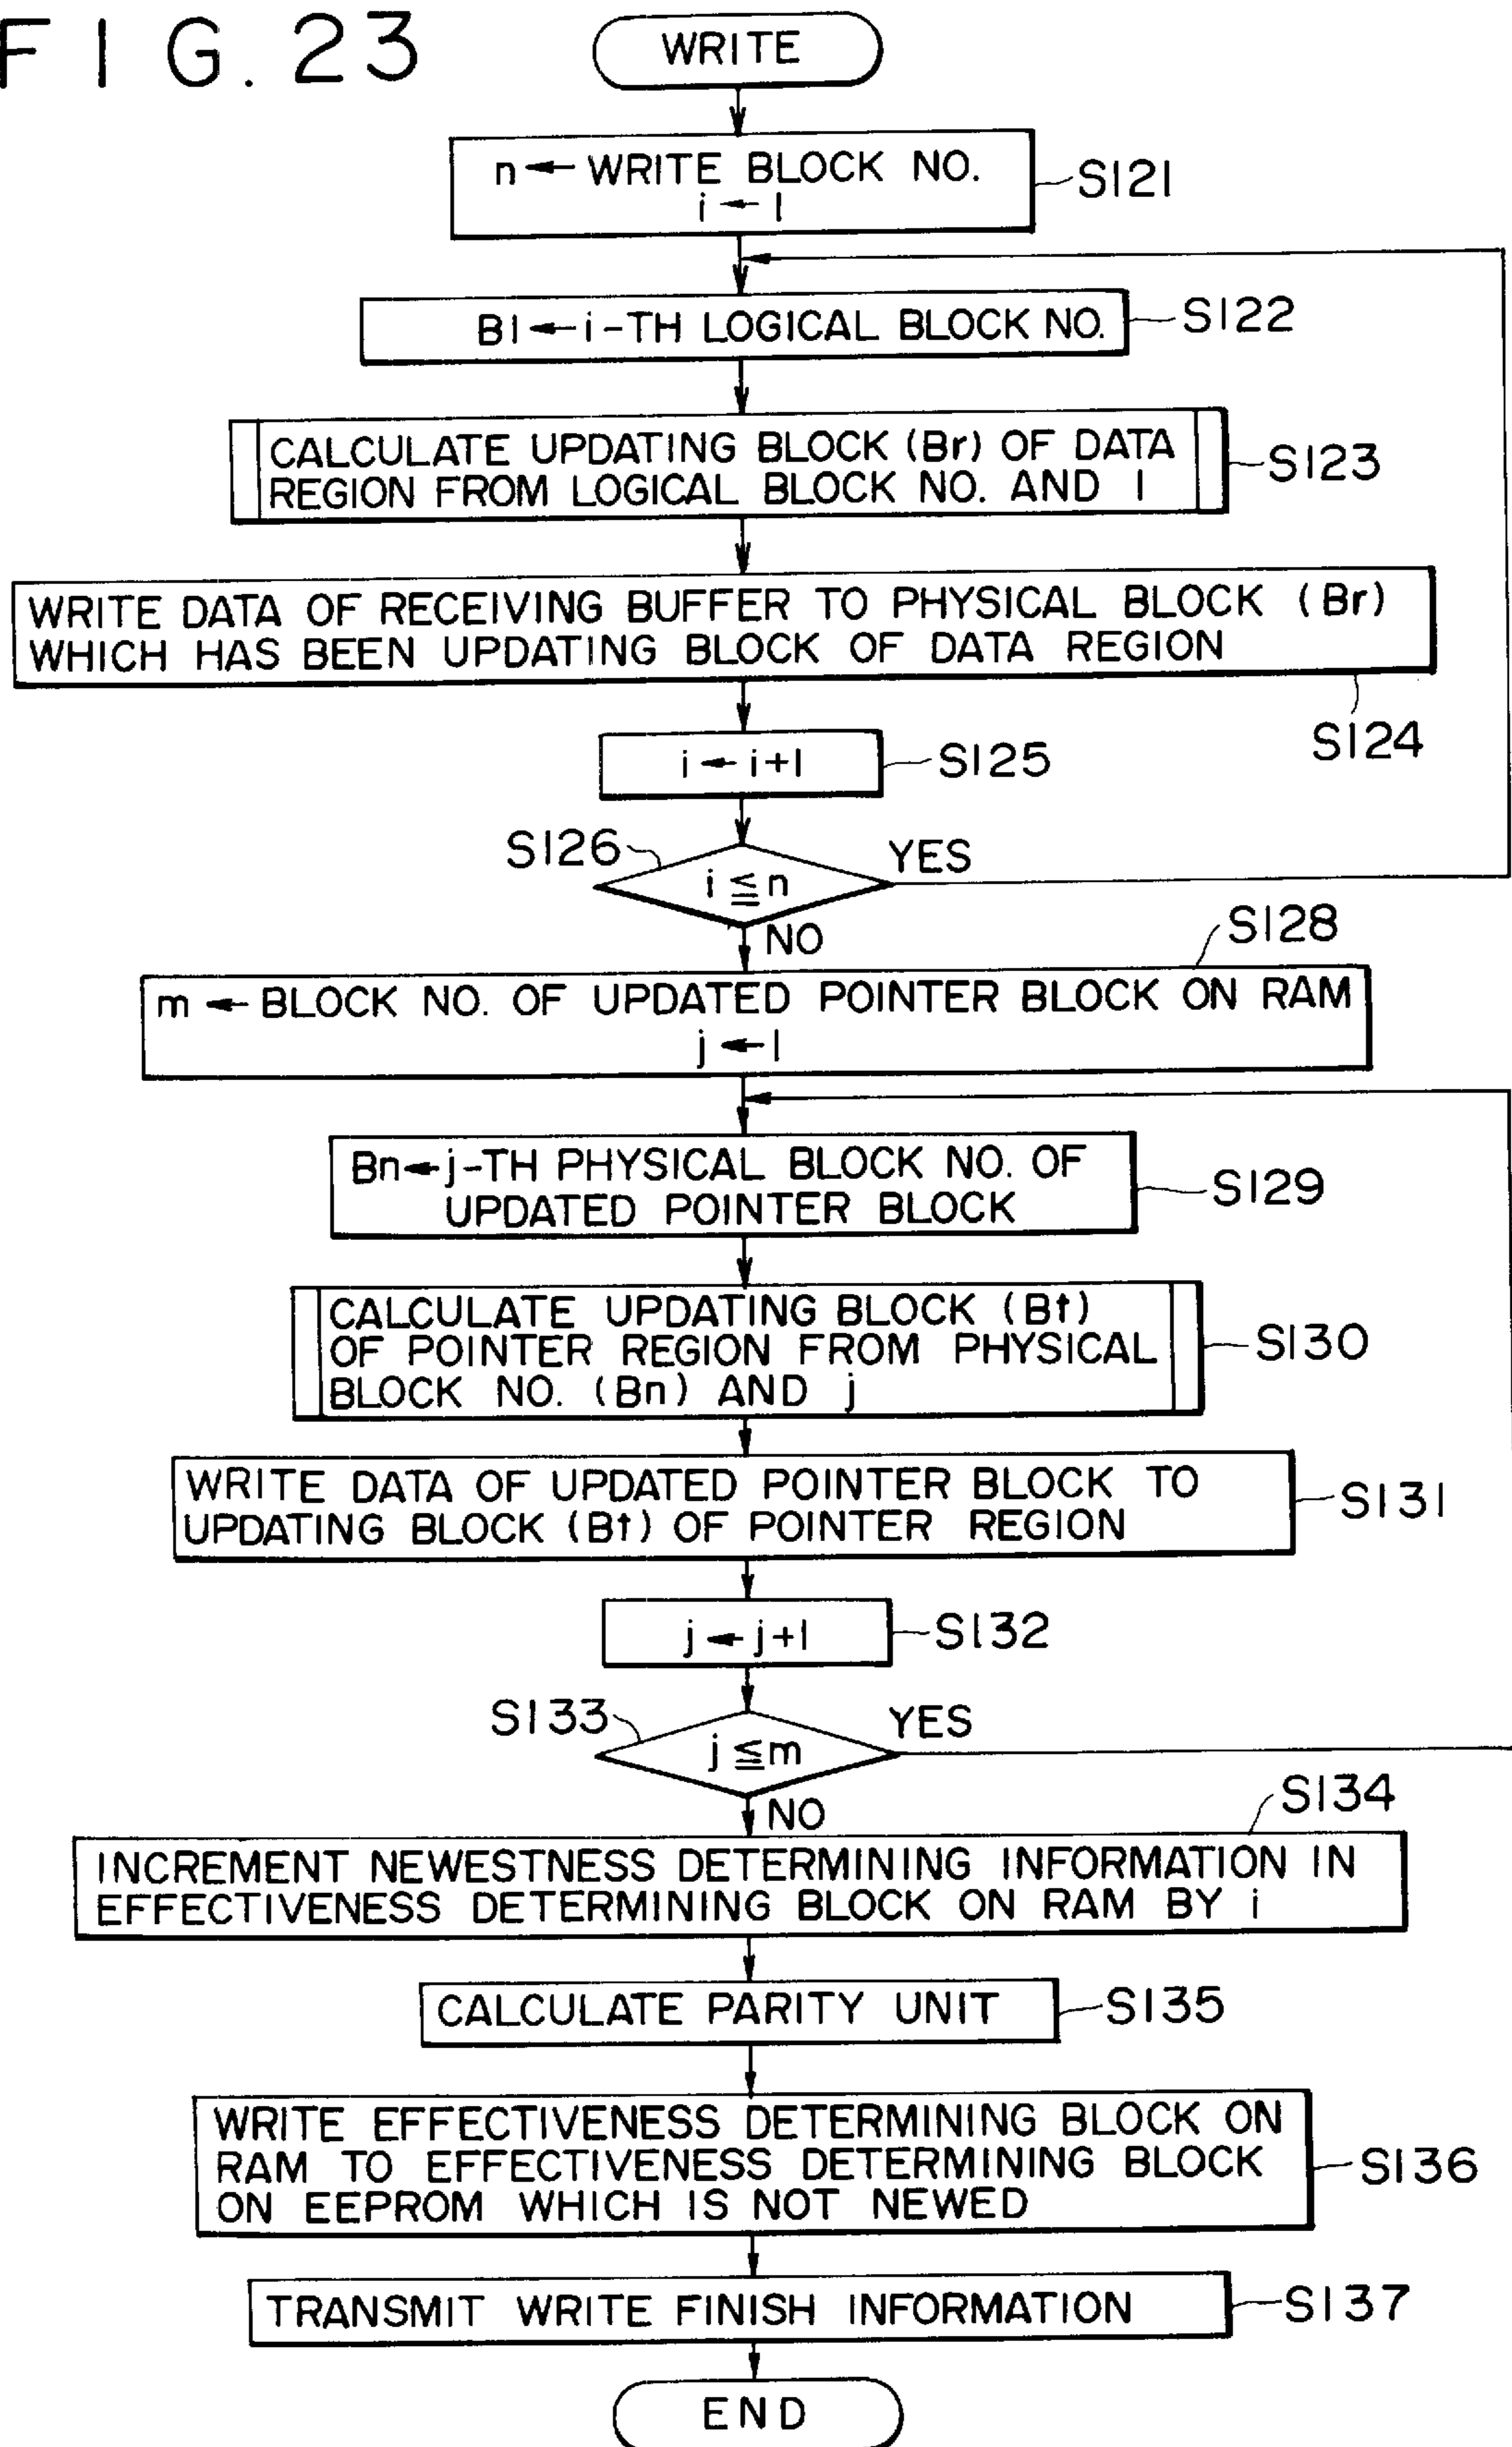 FIG. 23
WRITE
n ← WRITE BLOCK NO.
i ← 1
S121
Bl ← i-TH LOGICAL BLOCK NO.
S122
CALCULATE UPDATING BLOCK (Br) OF DATA
REGION FROM LOGICAL BLOCK NO. AND I
S123
WRITE DATA OF RECEIVING BUFFER TO PHYSICAL BLOCK (Br)
WHICH HAS BEEN UPDATING BLOCK OF DATA REGION
S124
i ← i+1
S125
S126
i ≦ n
YES
NO
S128
m ← BLOCK NO. OF UPDATED POINTER BLOCK ON RAM
j ← 1
Bn ← j-TH PHYSICAL BLOCK NO. OF
UPDATED POINTER BLOCK
S129
CALCULATE UPDATING BLOCK (Bt)
OF POINTER REGION FROM PHYSICAL
BLOCK NO. (Bn) AND j
S130
WRITE DATA OF UPDATED POINTER BLOCK TO
UPDATING BLOCK (Bt) OF POINTER REGION
S131
j ← j+1
S132
S133
j ≦ m
YES
NO
S134
INCREMENT NEWESTNESS DETERMINING INFORMATION IN
EFFECTIVENESS DETERMINING BLOCK ON RAM BY i
CALCULATE PARITY UNIT
S135
WRITE EFFECTIVENESS DETERMINING BLOCK ON
RAM TO EFFECTIVENESS DETERMINING BLOCK
ON EEPROM WHICH IS NOT NEWED
S136
TRANSMIT WRITE FINISH INFORMATION
S137
END